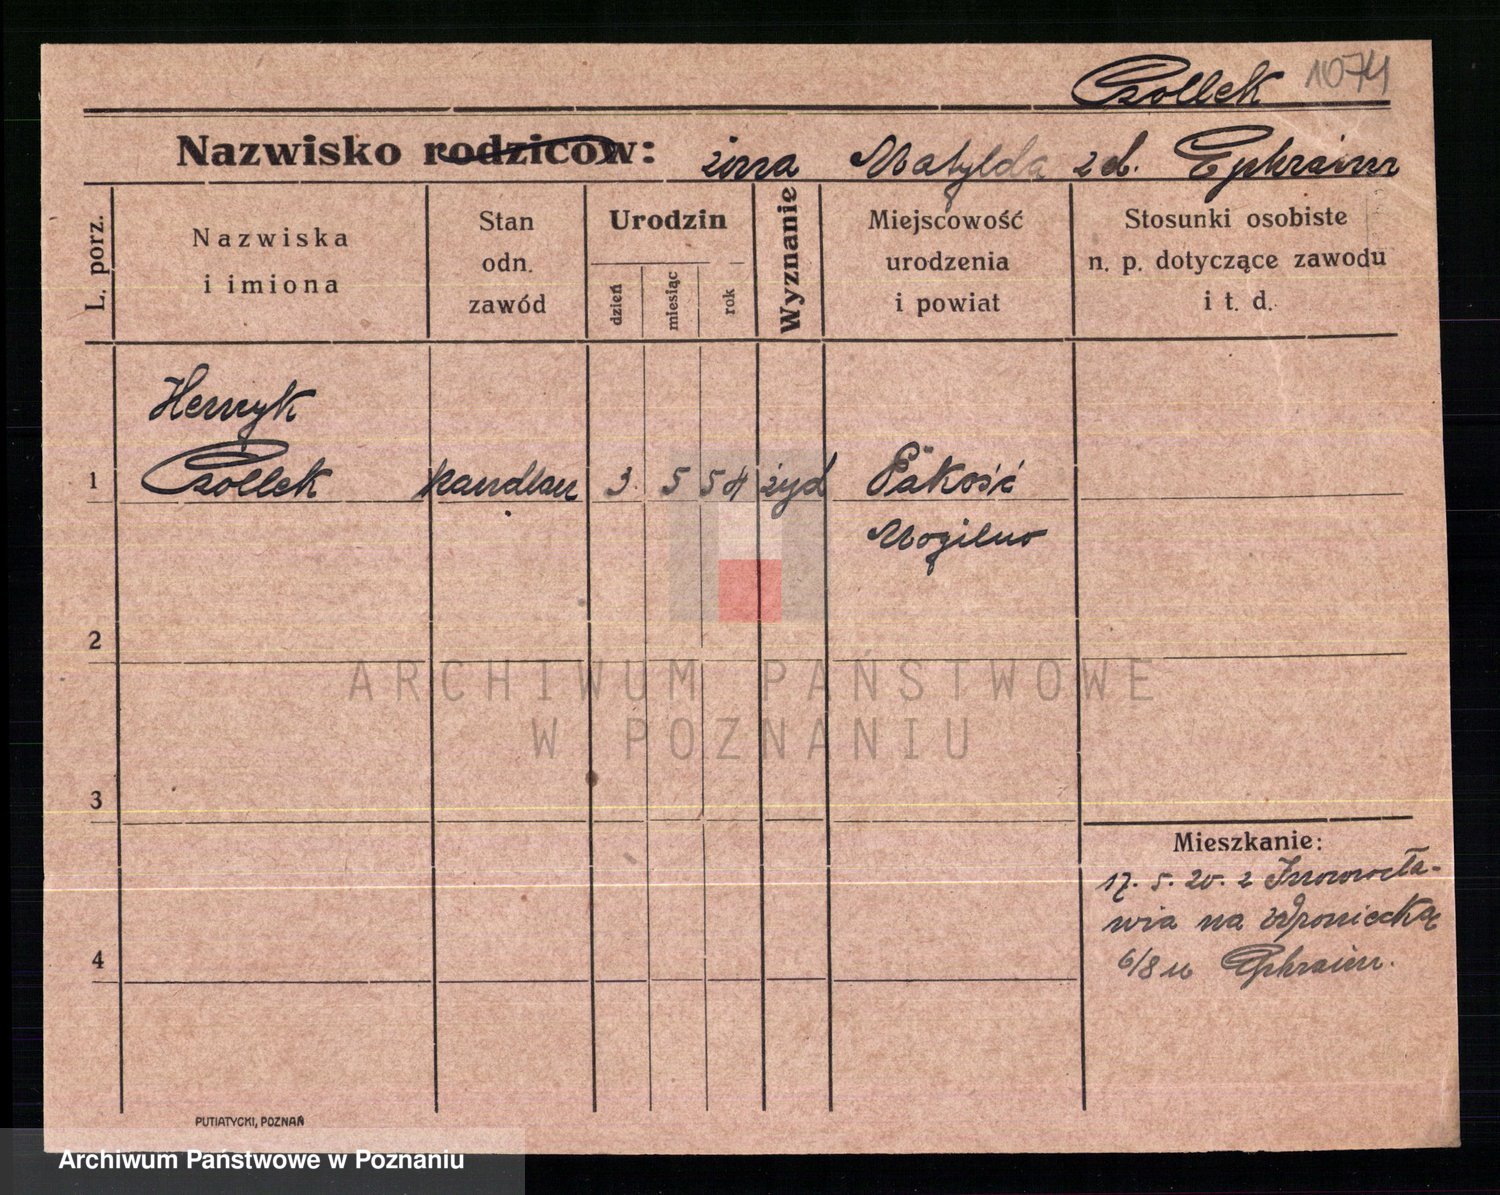 Czollek 1074
Nazwisko rodziców: żona Matylda zd. Ephraim
L. porz.
Nazwiska
i imiona
Stan
odn.
zawód
Urodzin
dzień
miesiąc
rok
Wyznanie
Miejscowość
urodzenia
i powiat
Stosunki osobiste
n. p. dotyczące zawodu
i t. d.
Henryk
1 Czollek handlarz 3. 5 54 żyd Pakość
Mogilno
2
3
4
Mieszkanie:
17. 5. 20. z Inowrocła-
wia na Wroniecką
6/8 u Ephraim.
PUTIATYCKI, POZNAŃ
ARCHIWUM PAŃSTWOWE
W POZNANIU
Archiwum Państwowe w Poznaniu